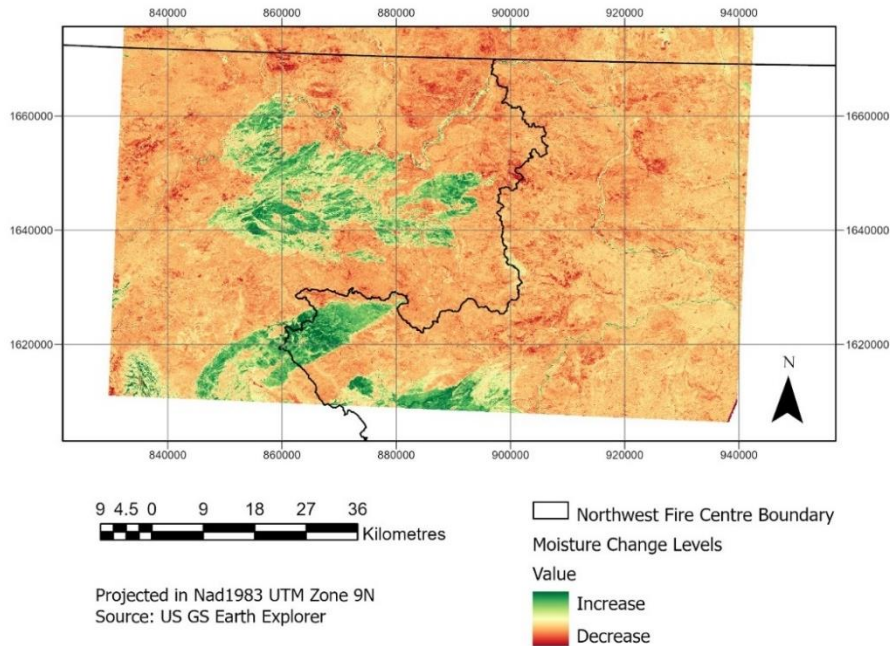 840000 860000 880000 900000 920000 940000
1660000 1660000
1640000 1640000
1620000 1620000
N
840000 860000 880000 900000 920000 940000
9 4.5 0 9 18 27 36
Kilometres
Projected in Nad1983 UTM Zone 9N
Source: US GS Earth Explorer
Northwest Fire Centre Boundary
Moisture Change Levels
Value
Increase
Decrease